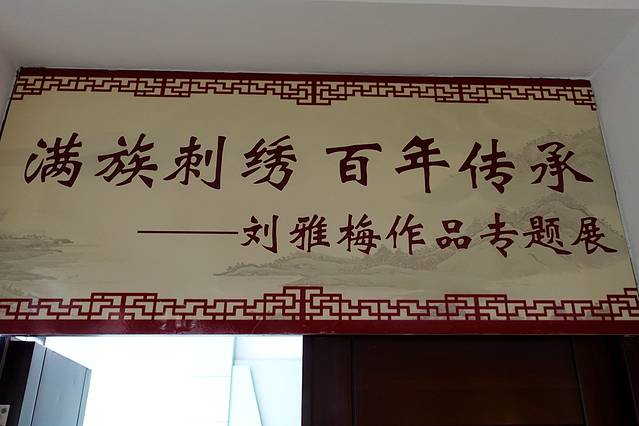 满族刺绣 百年传承
——刘雅梅作品专题展